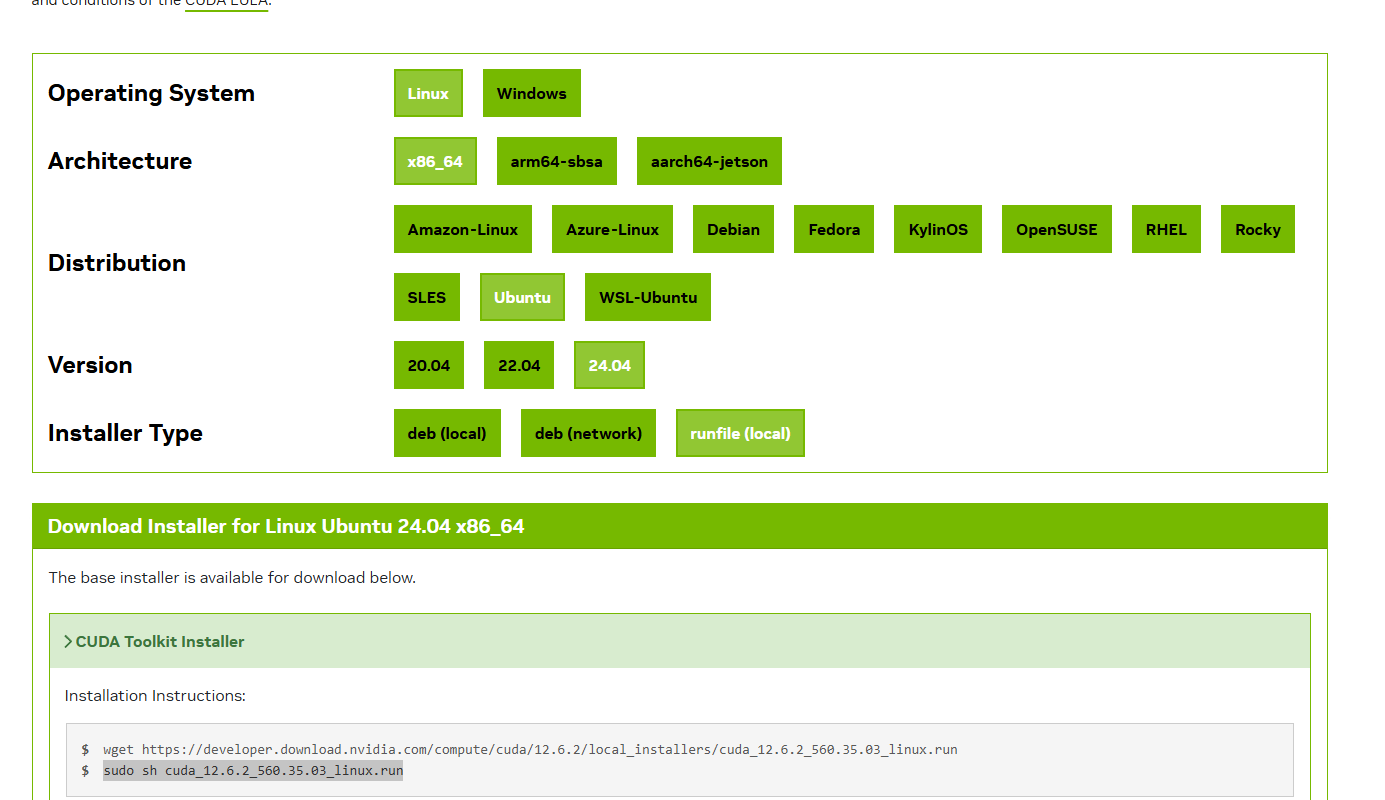 and conditions of the CUDA EULA.
Operating System
Linux
Windows
Architecture
x86_64
arm64-sbsa
aarch64-jetson
Distribution
Amazon-Linux
Azure-Linux
Debian
Fedora
KylinOS
OpenSUSE
RHEL
Rocky
SLES
Ubuntu
WSL-Ubuntu
Version
20.04
22.04
24.04
Installer Type
deb (local)
deb (network)
runfile (local)
Download Installer for Linux Ubuntu 24.04 x86_64
The base installer is available for download below.
CUDA Toolkit Installer
Installation Instructions:
$ wget https://developer.download.nvidia.com/compute/cuda/12.6.2/local_installers/cuda_12.6.2_560.35.03_linux.run
$ sudo sh cuda_12.6.2_560.35.03_linux.run